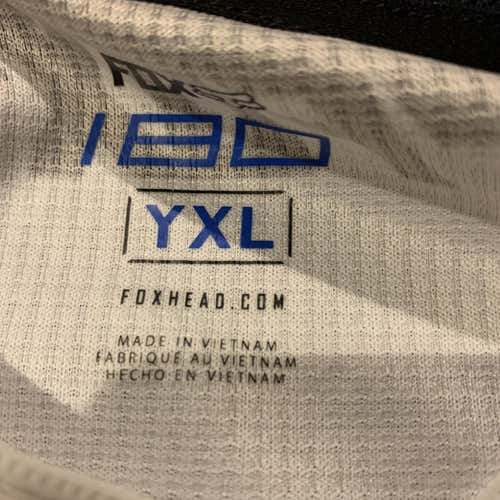 FOX
180
YXL
FOXHEAD.COM
MADE IN VIETNAM
FABRIQUÉ AU VIETNAM
HECHO EN VIETNAM